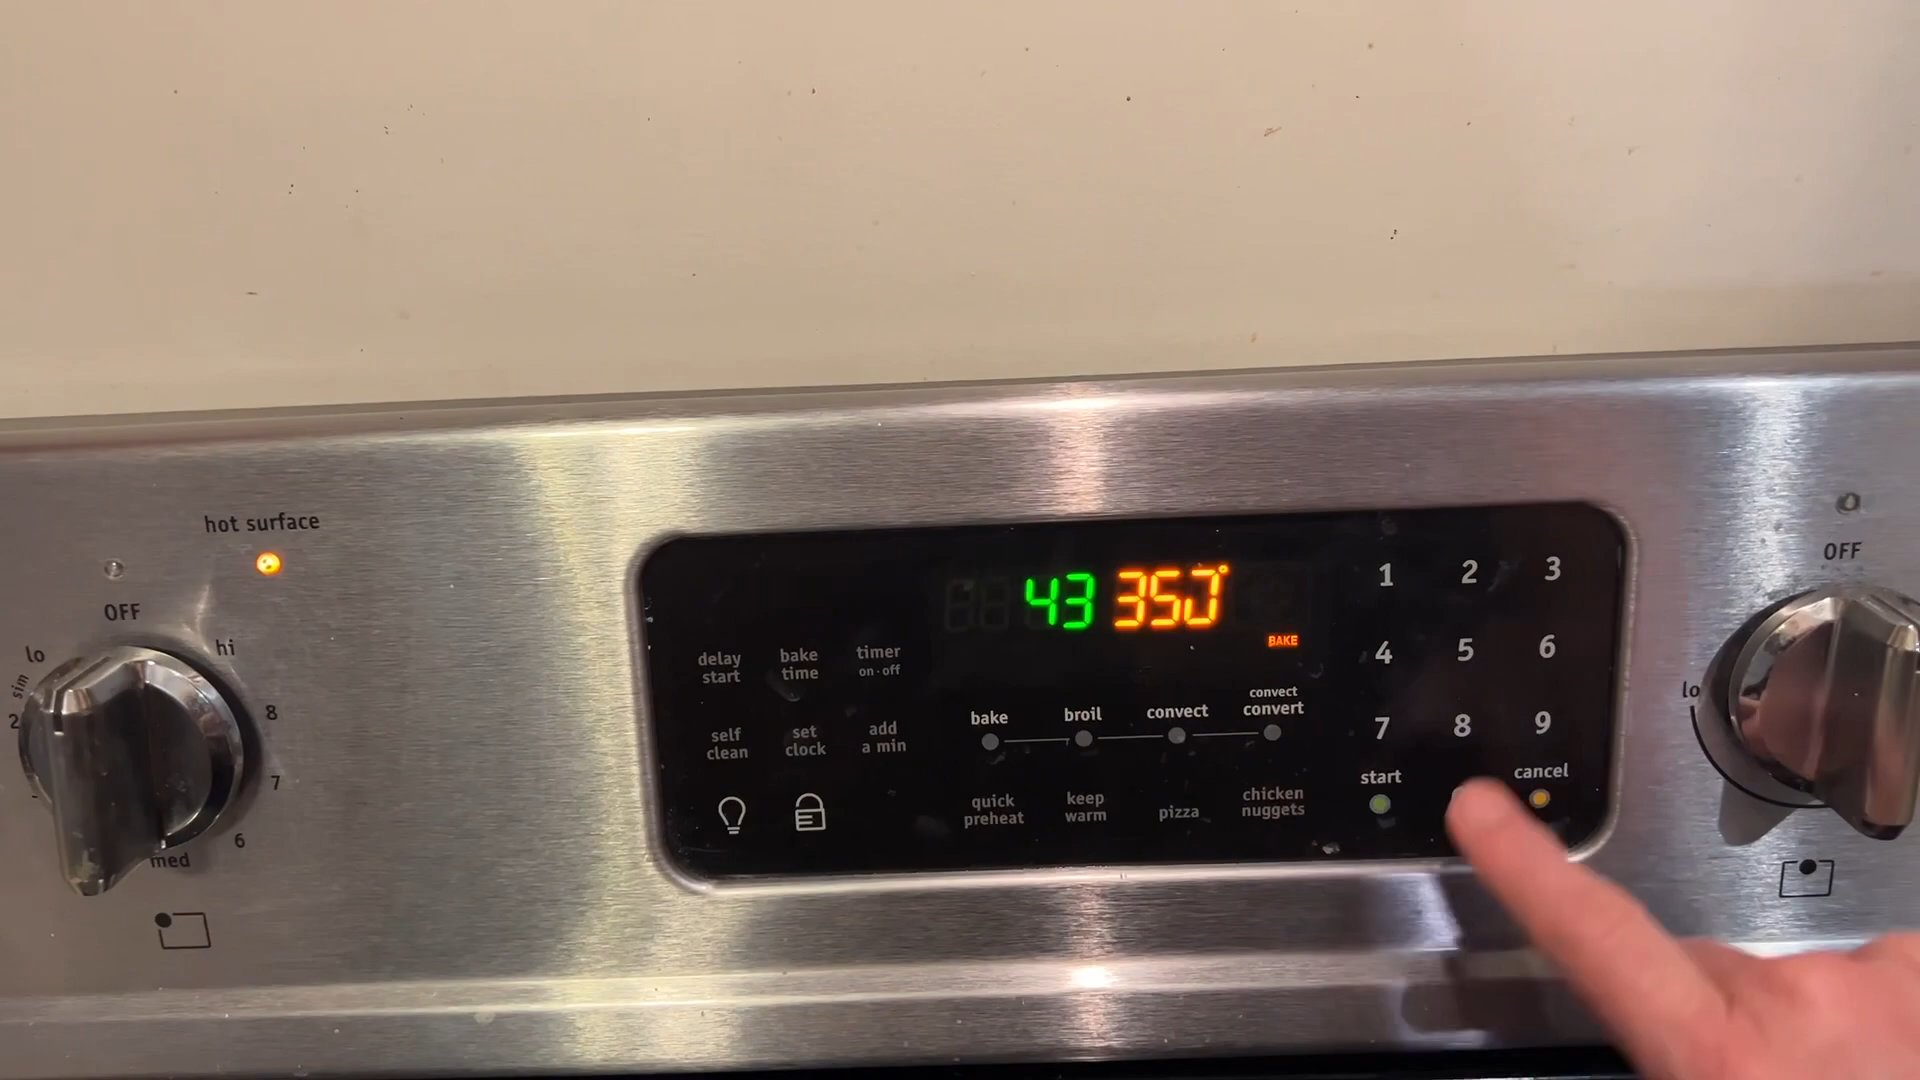 hot surface
OFF
lo
hi
sim
2
8
7
6
med
43 350°
BAKE
delay start
bake time
timer on·off
self clean
set clock
add a min
bake
broil
convect
convect convert
quick preheat
keep warm
pizza
chicken nuggets
1 2 3
4 5 6
7 8 9
start
cancel
OFF
lo